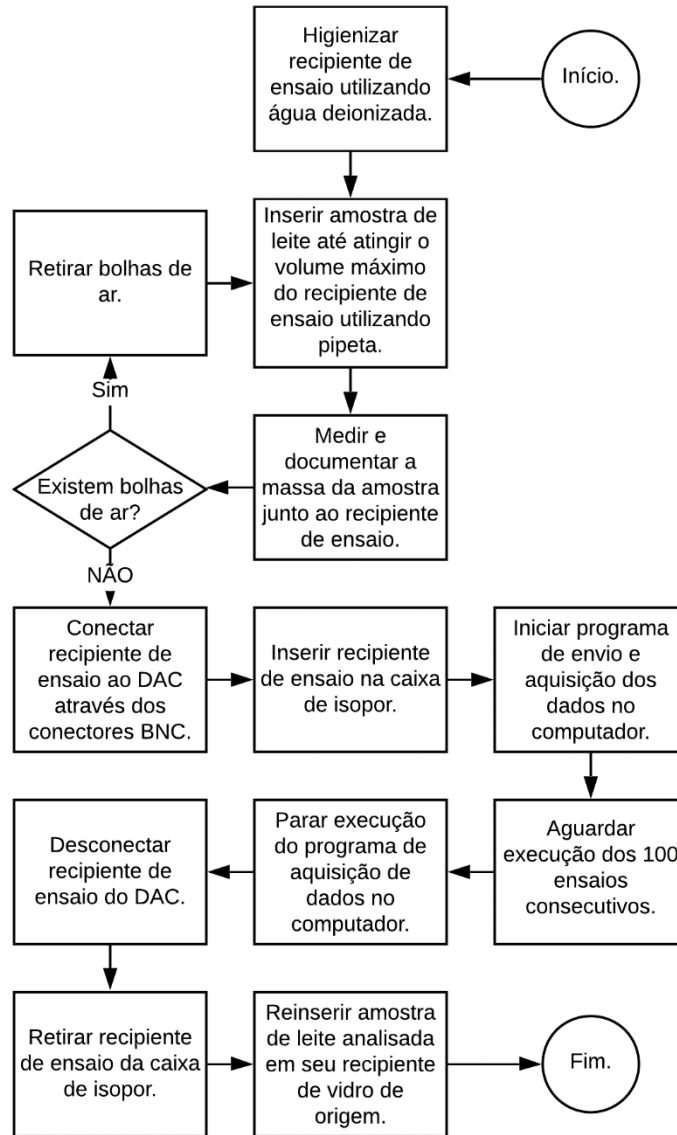 Início.
Higienizar
recipiente de
ensaio utilizando
água deionizada.
Inserir amostra de
leite até atingir o
volume máximo
do recipiente de
ensaio utilizando
pipeta.
Retirar bolhas de
ar.
Sim
Medir e
documentar a
massa da amostra
junto ao recipiente
de ensaio.
Existem bolhas
de ar?
NÃO
Conectar
recipiente de
ensaio ao DAC
através dos
conectores BNC.
Inserir recipiente
de ensaio na caixa
de isopor.
Iniciar programa
de envio e
aquisição dos
dados no
computador.
Aguardar
execução dos 100
ensaios
consecutivos.
Parar execução
do programa de
aquisição de
dados no
computador.
Desconectar
recipiente de
ensaio do DAC.
Retirar recipiente
de ensaio da caixa
de isopor.
Reinserir amostra
de leite analisada
em seu recipiente
de vidro de
origem.
Fim.